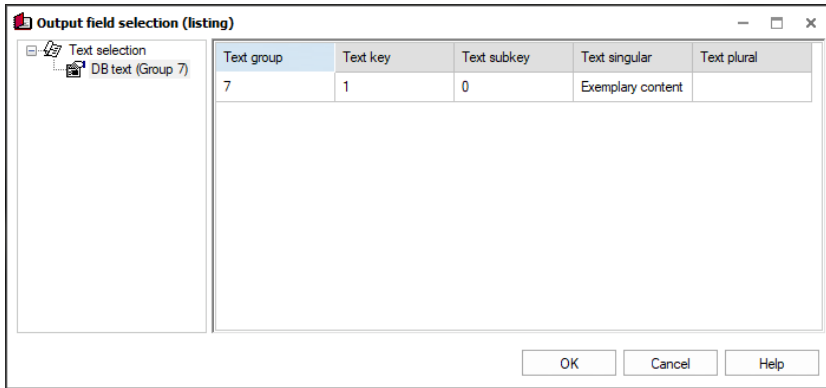 Output field selection (listing)
Text selection
DB text (Group 7)
Text group Text key Text subkey Text singular Text plural
7 1 0 Exemplary content
OK Cancel Help